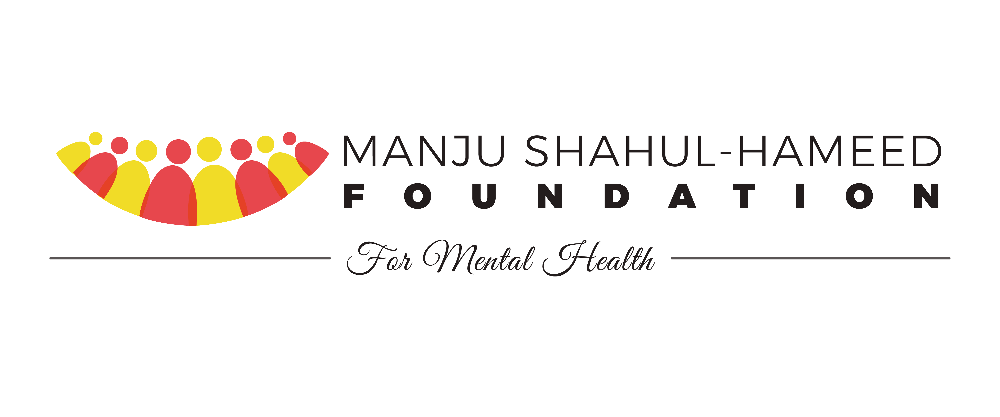 MANJU SHAHUL-HAMEED
FOUNDATION
For Mental Health